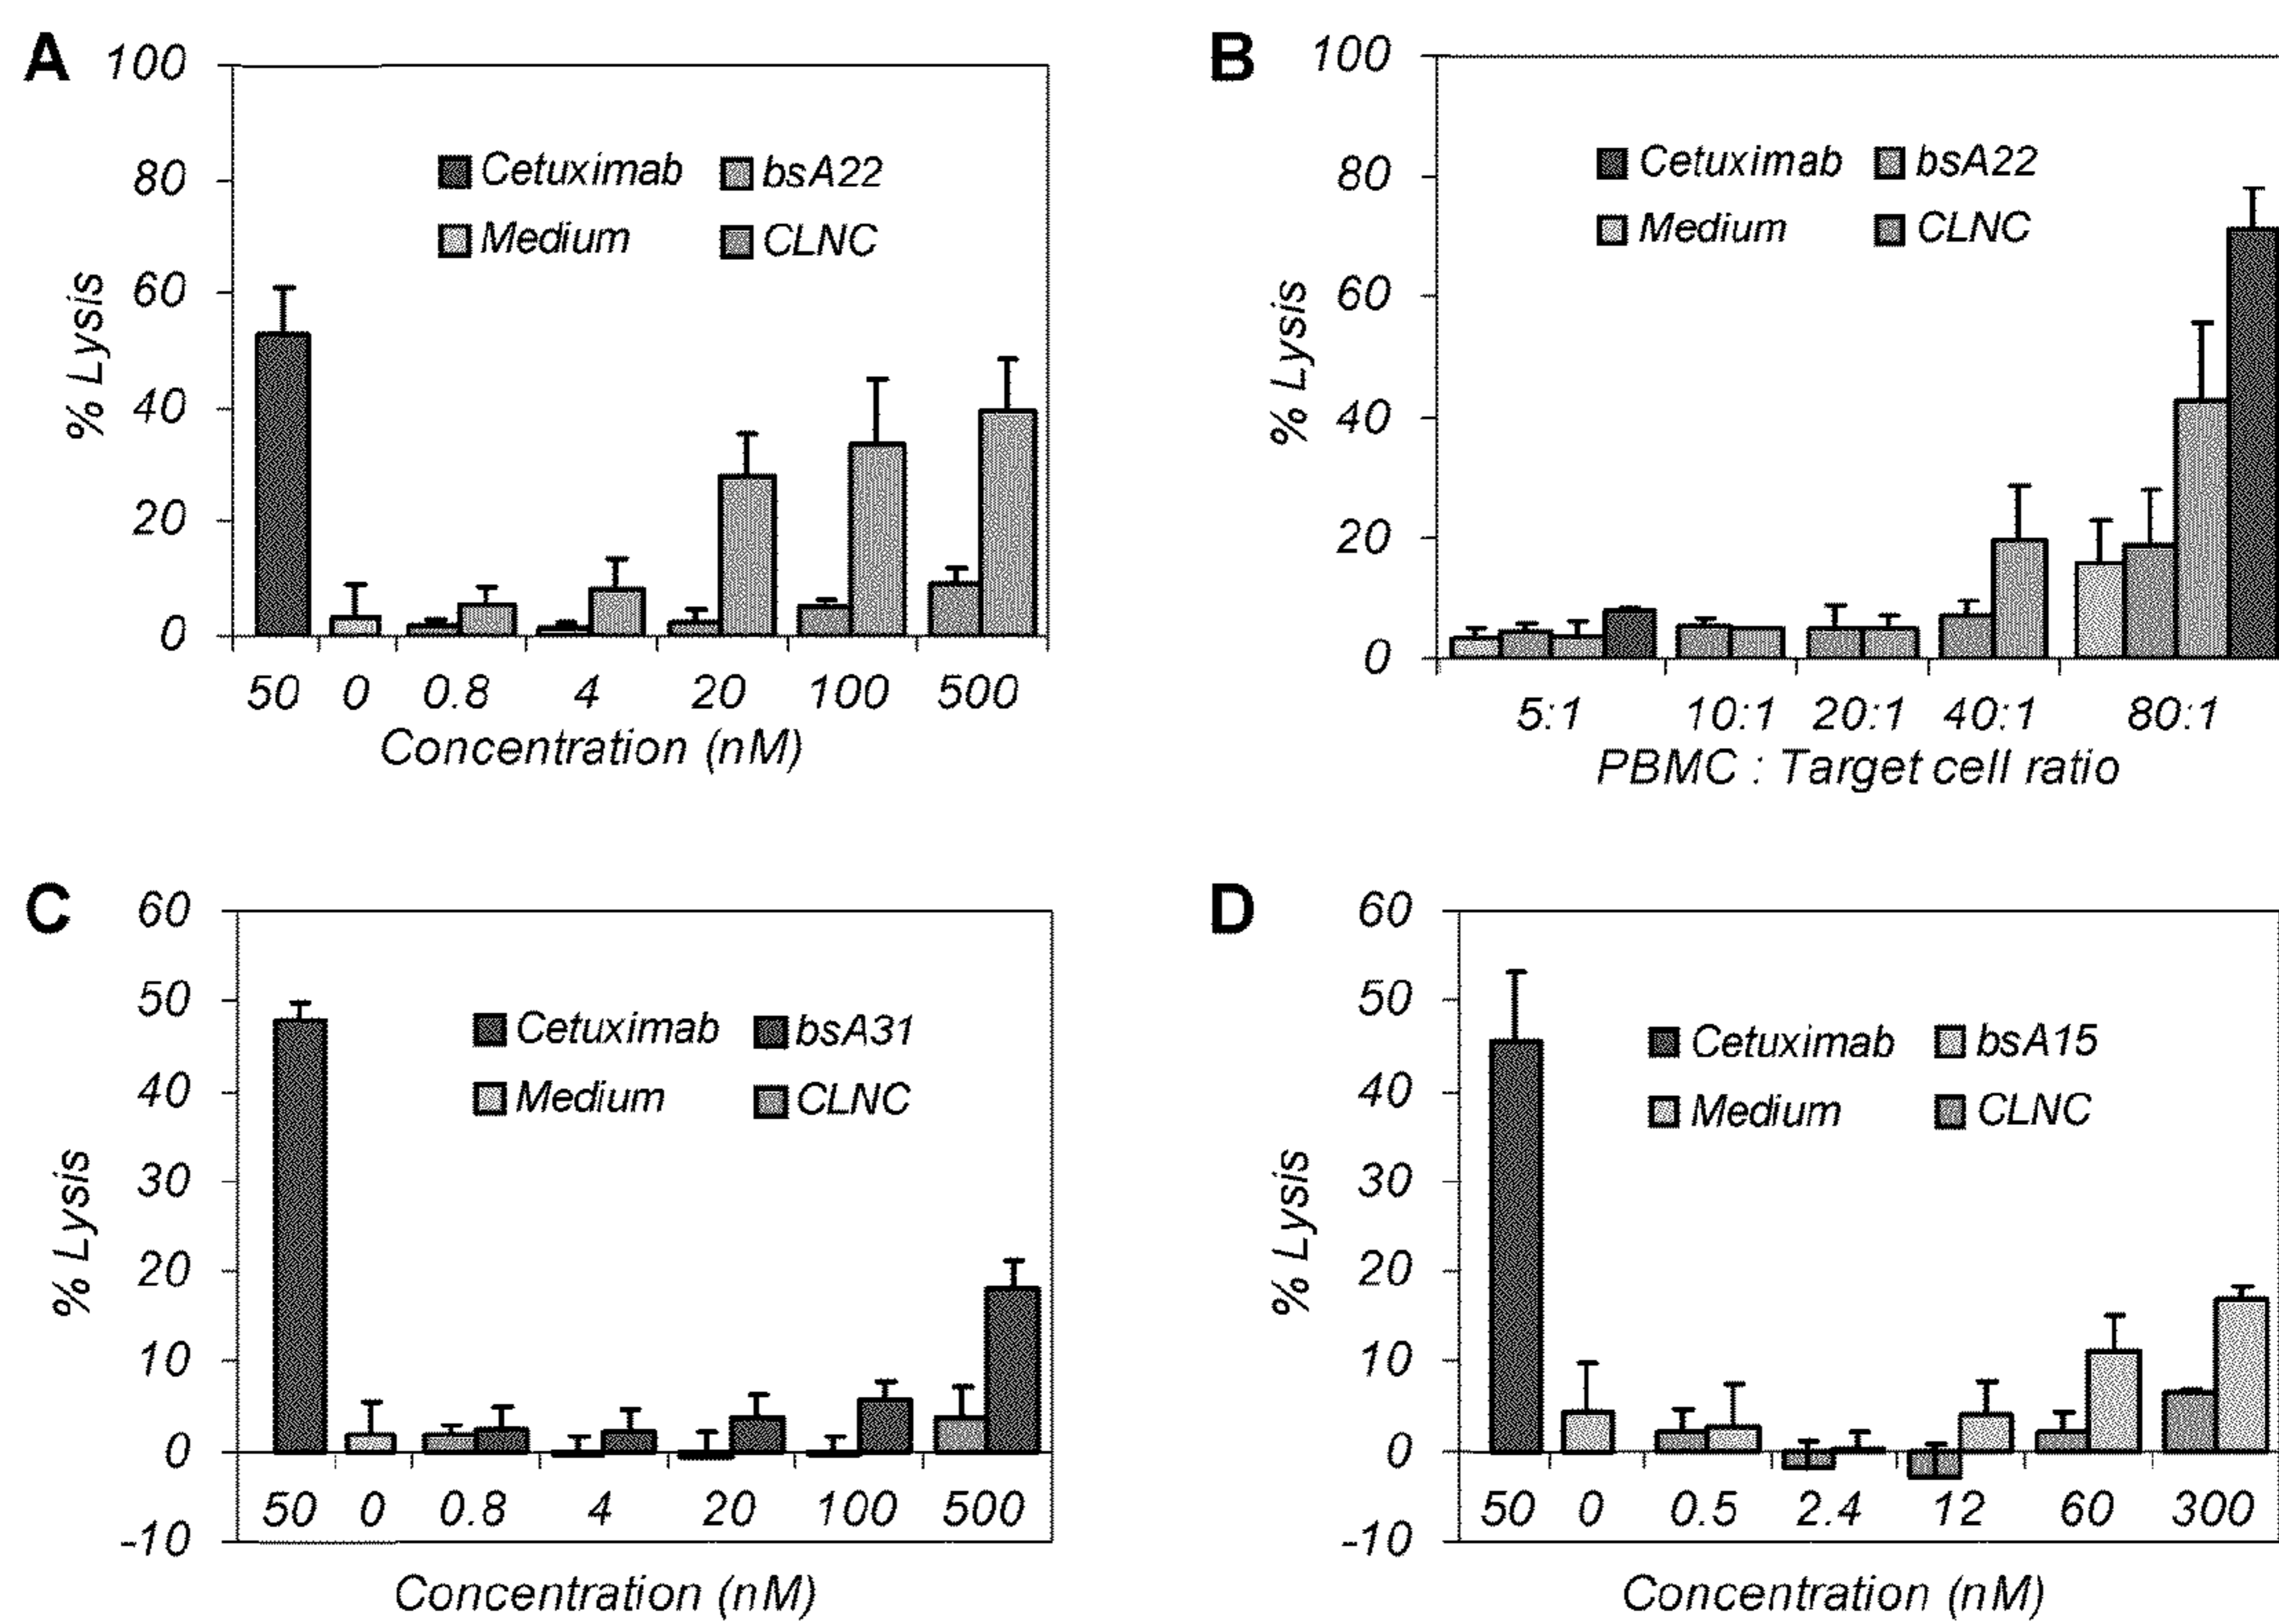 A
100
80
60
40
20
0
% Lysis
Cetuximab
bsA22
Medium
CLNC
50 0 0.8 4 20 100 500
Concentration (nM)
B
100
80
60
40
20
0
% Lysis
Cetuximab
bsA22
Medium
CLNC
5:1 10:1 20:1 40:1 80:1
PBMC : Target cell ratio
C
60
50
40
30
20
10
0
-10
% Lysis
Cetuximab
bsA31
Medium
CLNC
50 0 0.8 4 20 100 500
Concentration (nM)
D
60
50
40
30
20
10
0
-10
% Lysis
Cetuximab
bsA15
Medium
CLNC
50 0 0.5 2.4 12 60 300
Concentration (nM)